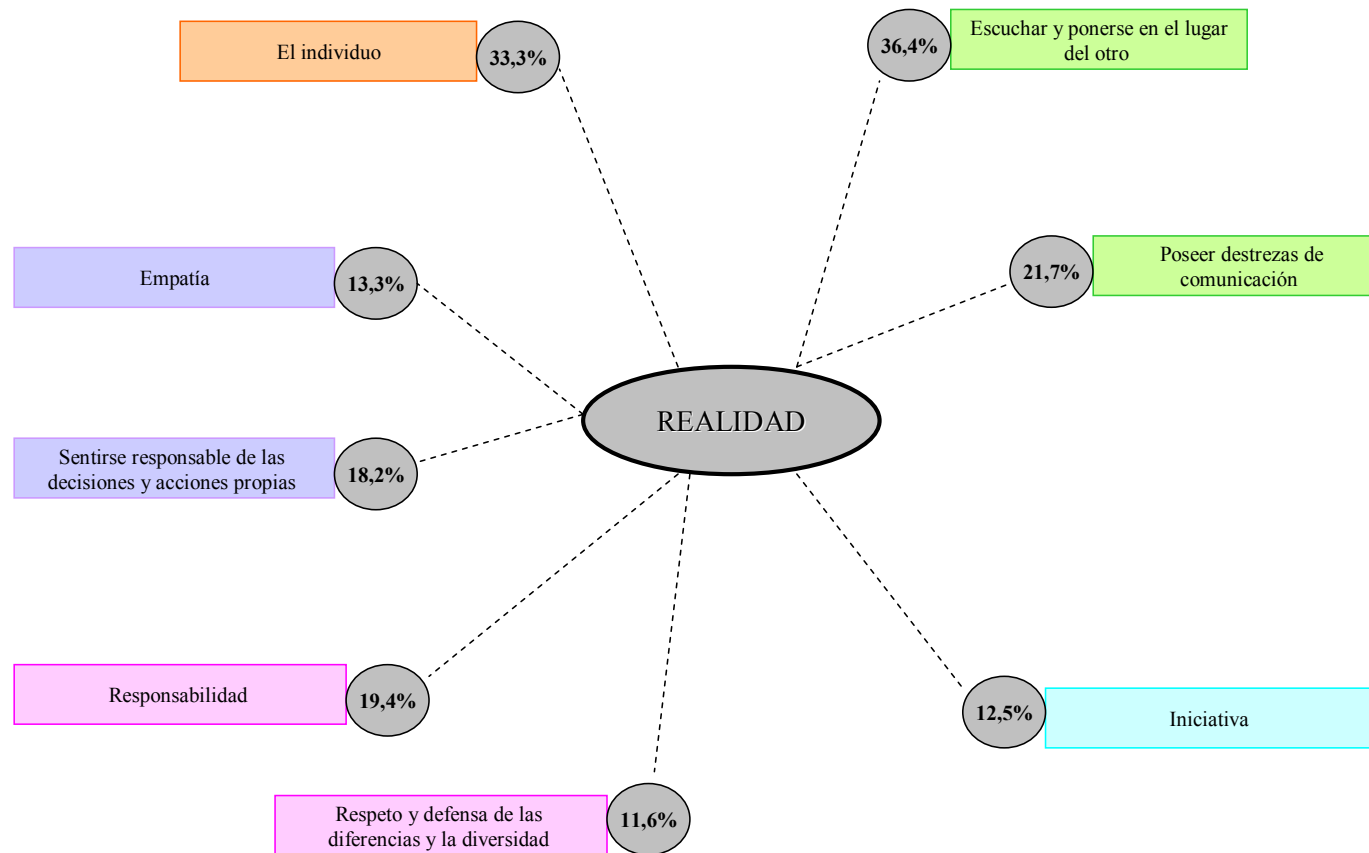 El individuo
33,3%
36,4%
Escuchar y ponerse en el lugar
del otro
Empatía
13,3%
21,7%
Poseer destrezas de
comunicación
REALIDAD
Sentirse responsable de las
decisiones y acciones propias
18,2%
Responsabilidad
19,4%
12,5%
Iniciativa
Respeto y defensa de las
diferencias y la diversidad
11,6%